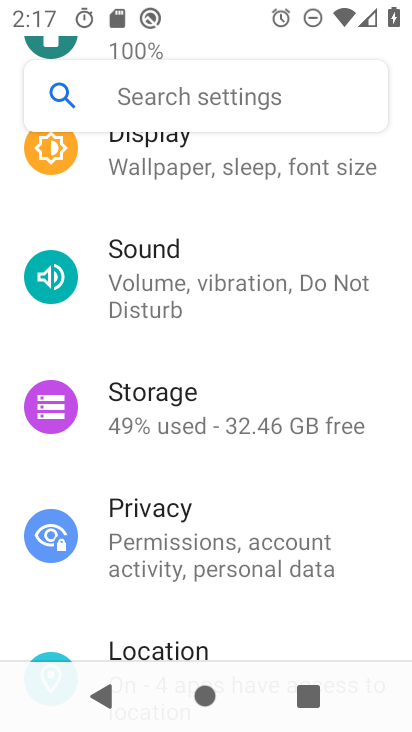 2:17
100%
Search settings
Display
Wallpaper, sleep, font size
Sound
Volume, vibration, Do Not
Disturb
Storage
49% used - 32.46 GB free
Privacy
Permissions, account
activity, personal data
Location
On - 4 apps have access to
location